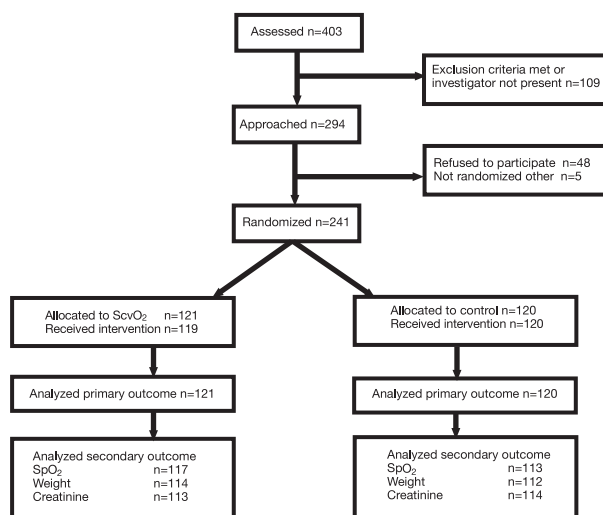 Assessed n=403
Exclusion criteria met or
investigator not present n=109
Approached n=294
Refused to participate n=48
Not randomized other n=5
Randomized n=241
Allocated to ScvO₂ n=121
Received intervention n=119
Allocated to control n=120
Received intervention n=120
Analyzed primary outcome n=121
Analyzed primary outcome n=120
Analyzed secondary outcome
SpO₂ n=117
Weight n=114
Creatinine n=113
Analyzed secondary outcome
SpO₂ n=113
Weight n=112
Creatinine n=114